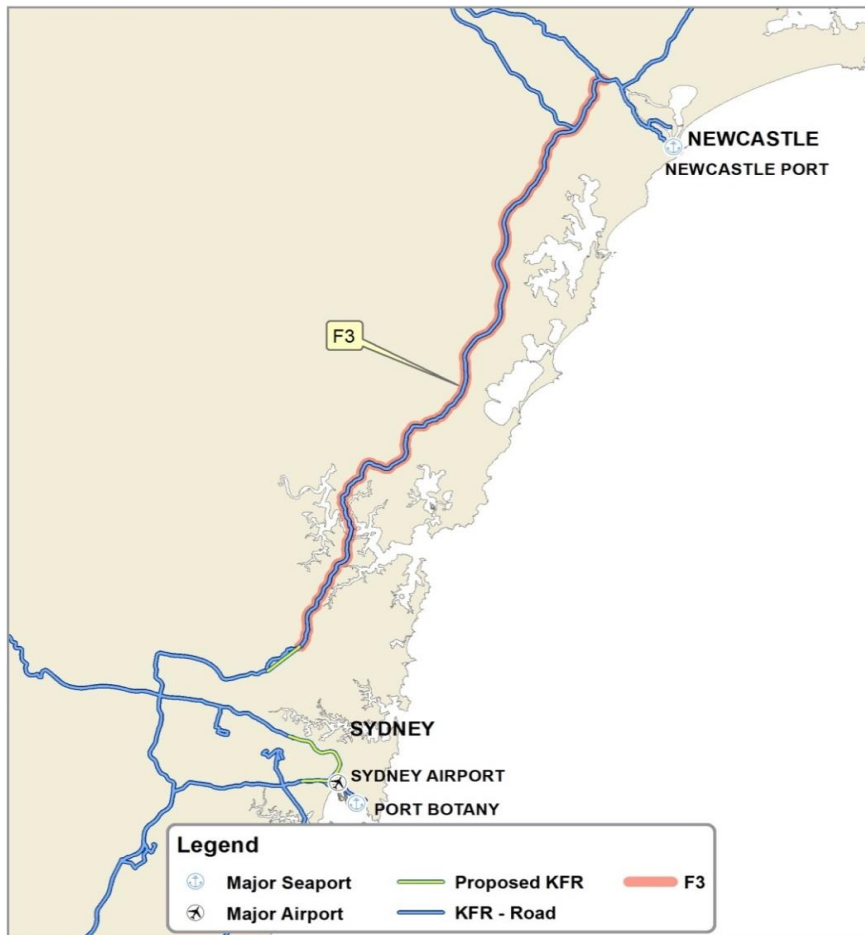 NEWCASTLE
NEWCASTLE PORT
F3
SYDNEY
SYDNEY AIRPORT
PORT BOTANY
Legend
Major Seaport
Proposed KFR
F3
Major Airport
KFR - Road